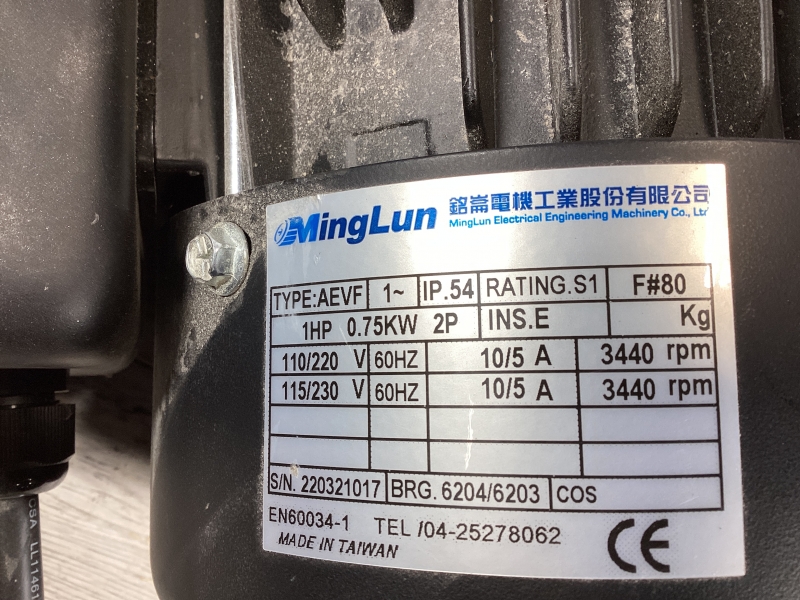 MingLun 銘崙電機工業股份有限公司
MingLun Electrical Engineering Machinery Co., Ltd
TYPE:AEVF 1~ IP.54 RATING.S1 F#80
1HP 0.75KW 2P INS.E Kg
110/220 V 60HZ 10/5 A 3440 rpm
115/230 V 60HZ 10/5 A 3440 rpm
S/N. 220321017 BRG. 6204/6203 COS
EN60034-1 TEL /04-25278062
MADE IN TAIWAN CE
CSA LL11461